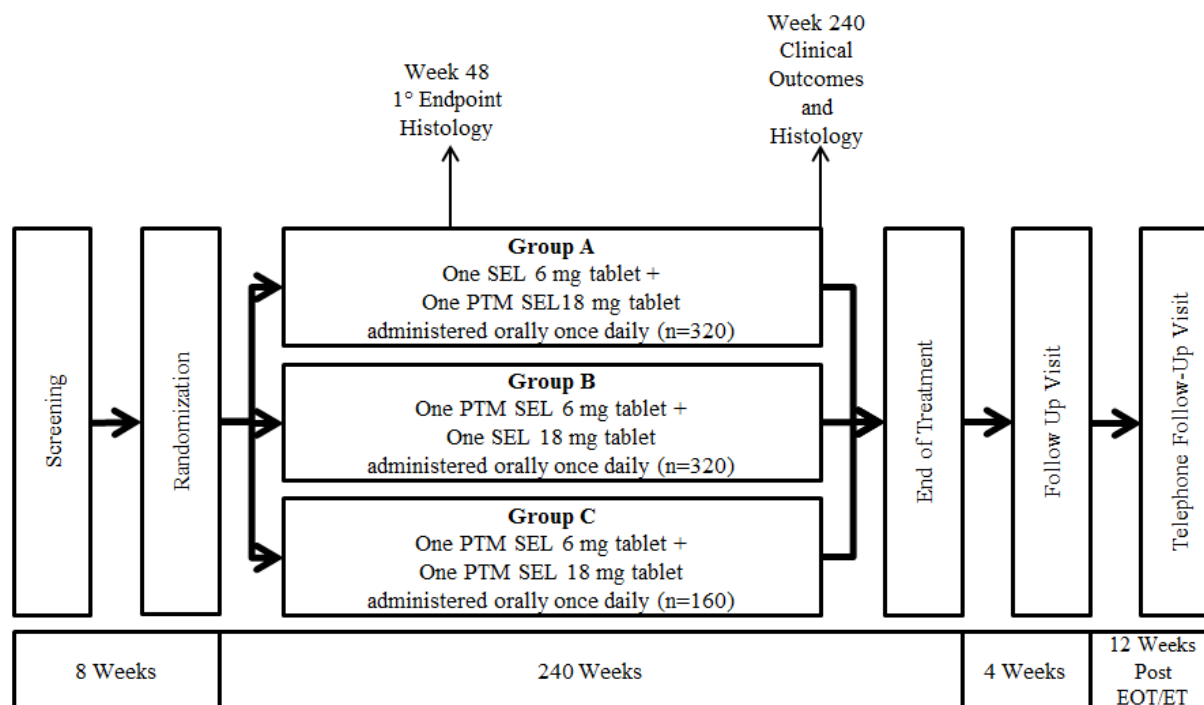 Week 48
1° Endpoint
Histology
Week 240
Clinical
Outcomes
and
Histology
Screening
Randomization
Group A
One SEL 6 mg tablet +
One PTM SEL18 mg tablet
administered orally once daily (n=320)
Group B
One PTM SEL 6 mg tablet +
One SEL 18 mg tablet
administered orally once daily (n=320)
Group C
One PTM SEL 6 mg tablet +
One PTM SEL 18 mg tablet
administered orally once daily (n=160)
End of Treatment
Follow Up Visit
Telephone Follow-Up Visit
8 Weeks
240 Weeks
4 Weeks
12 Weeks
Post
EOT/ET